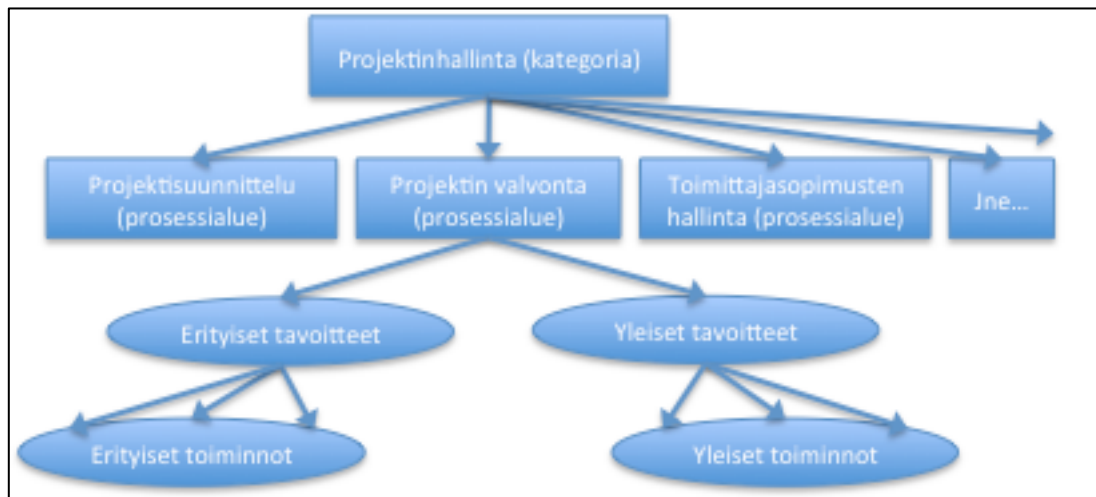 Projektinhallinta (kategoria)
Projektisuunnittelu
(prosessialue)
Projektin valvonta
(prosessialue)
Toimittajasopimusten
hallinta (prosessialue)
Jne...
Erityiset tavoitteet
Yleiset tavoitteet
Erityiset toiminnot
Yleiset toiminnot